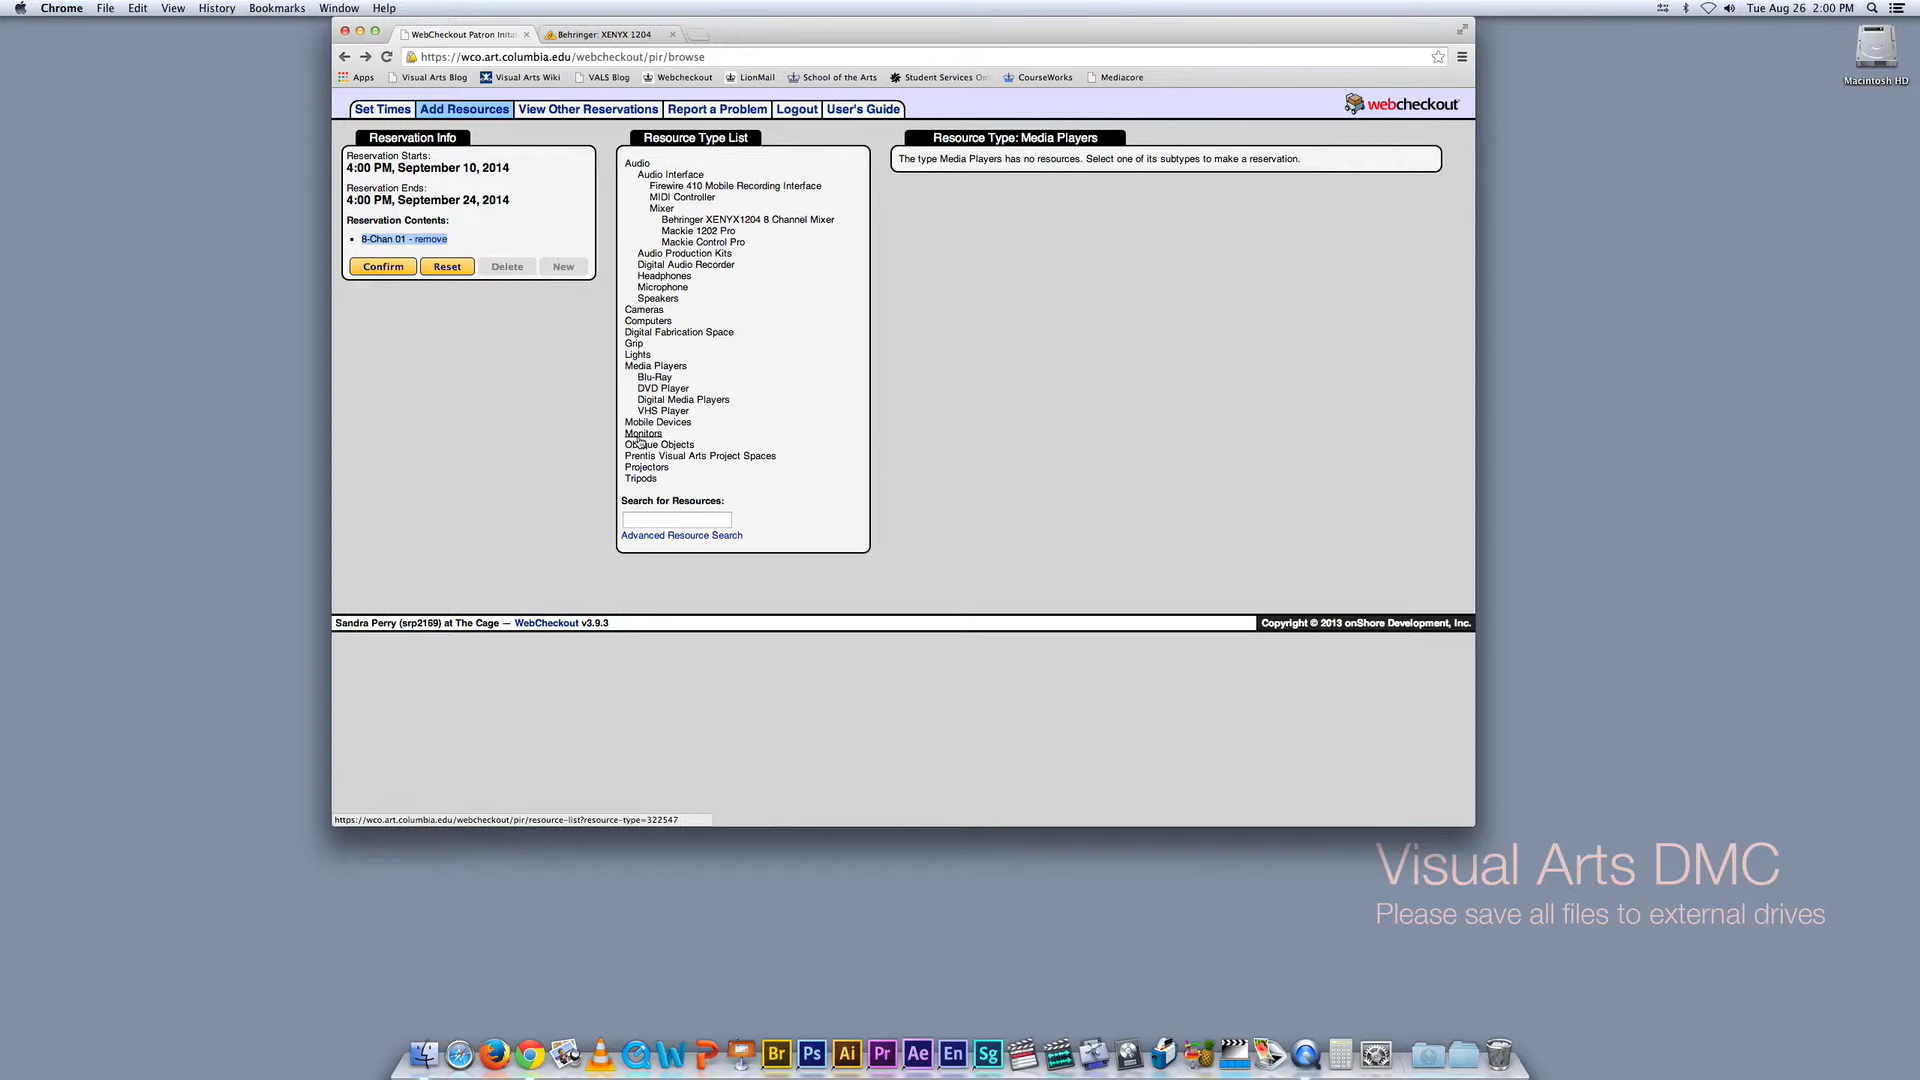 Chrome File Edit View History Bookmarks Window Help
Tue Aug 26 2:00 PM
WebCheckout Patron Initia
Behringer: XENYX 1204
https://wco.art.columbia.edu/webcheckout/pir/browse
Apps Visual Arts Blog Visual Arts Wiki VALS Blog Webcheckout LionMail School of the Arts Student Services On CourseWorks Mediacore
Macintosh HD
Set Times Add Resources View Other Reservations Report a Problem Logout User's Guide
webcheckout
Reservation Info
Reservation Starts:
4:00 PM, September 10, 2014
Reservation Ends:
4:00 PM, September 24, 2014
Reservation Contents:
8-Chan 01 - remove
Confirm Reset Delete New
Resource Type List
Audio
Audio Interface
Firewire 410 Mobile Recording Interface
MIDI Controller
Mixer
Behringer XENYX1204 8 Channel Mixer
Mackie 1202 Pro
Mackie Control Pro
Audio Production Kits
Digital Audio Recorder
Headphones
Microphone
Speakers
Cameras
Computers
Digital Fabrication Space
Grip
Lights
Media Players
Blu-Ray
DVD Player
Digital Media Players
VHS Player
Mobile Devices
Monitors
Objects
Prentis Visual Arts Project Spaces
Projectors
Tripods
Search for Resources:
Advanced Resource Search
Resource Type: Media Players
The type Media Players has no resources. Select one of its subtypes to make a reservation.
Sandra Perry (srp2169) at The Cage — WebCheckout v3.9.3
Copyright © 2013 onShore Development, Inc.
https://wco.art.columbia.edu/webcheckout/pir/resource-list?resource-type=322547
Visual Arts DMC
Please save all files to external drives
Br Ps Ai Pr Ae En Sg